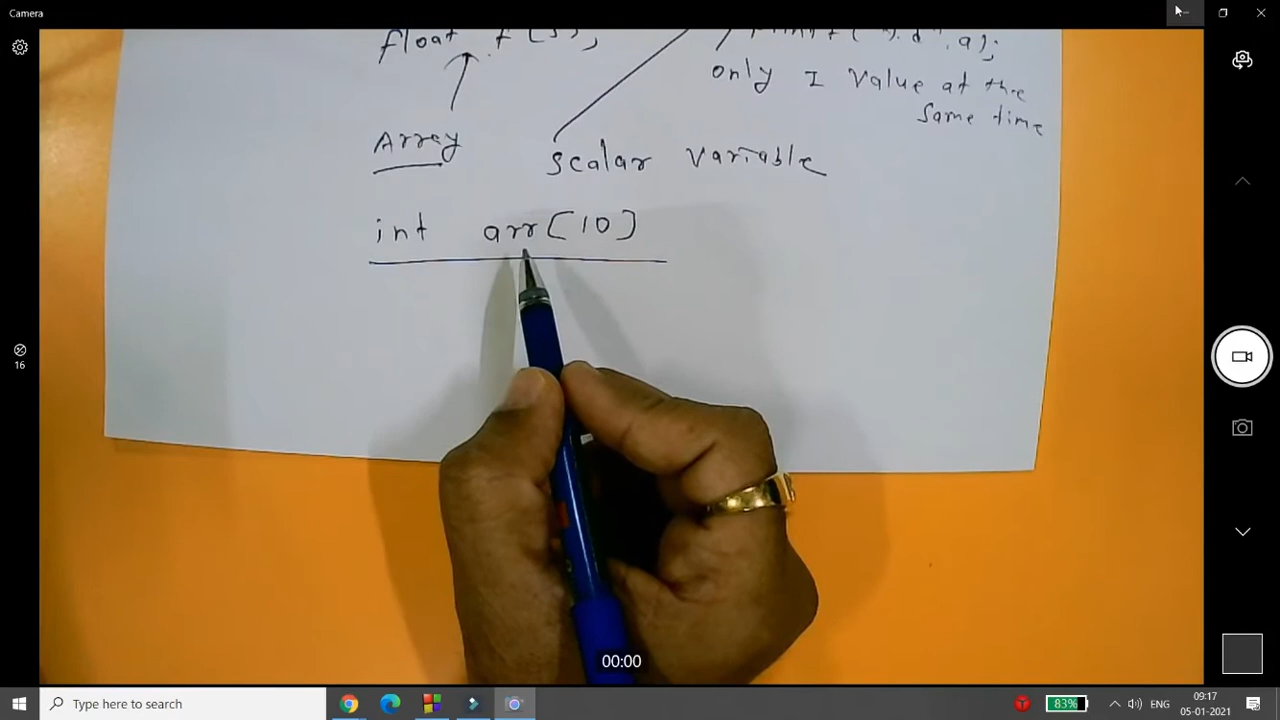 Camera
float
only 1 value at the
same time
Array
scalar variable
int arr[10]
16
00:00
Type here to search
83%
ENG
09:17
05-01-2021